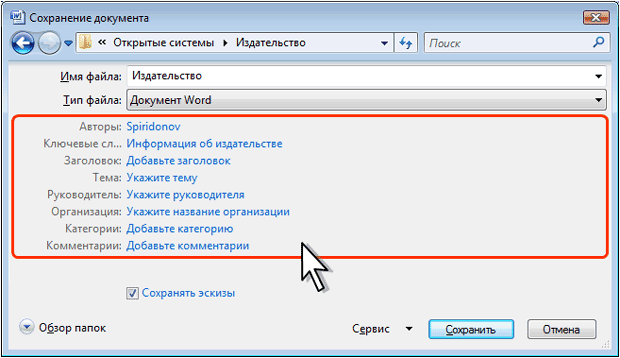 Сохранение документа
« Открытые системы Издательство Поиск
Имя файла: Издательство
Тип файла: Документ Word
Авторы: Spiridonov
Ключевые сл... Информация об издательстве
Заголовок: Добавьте заголовок
Тема: Укажите тему
Руководитель: Укажите руководителя
Организация: Укажите название организации
Категории: Добавьте категорию
Комментарии: Добавьте комментарии
Сохранять эскизы
Обзор папок Сервис Сохранить Отмена